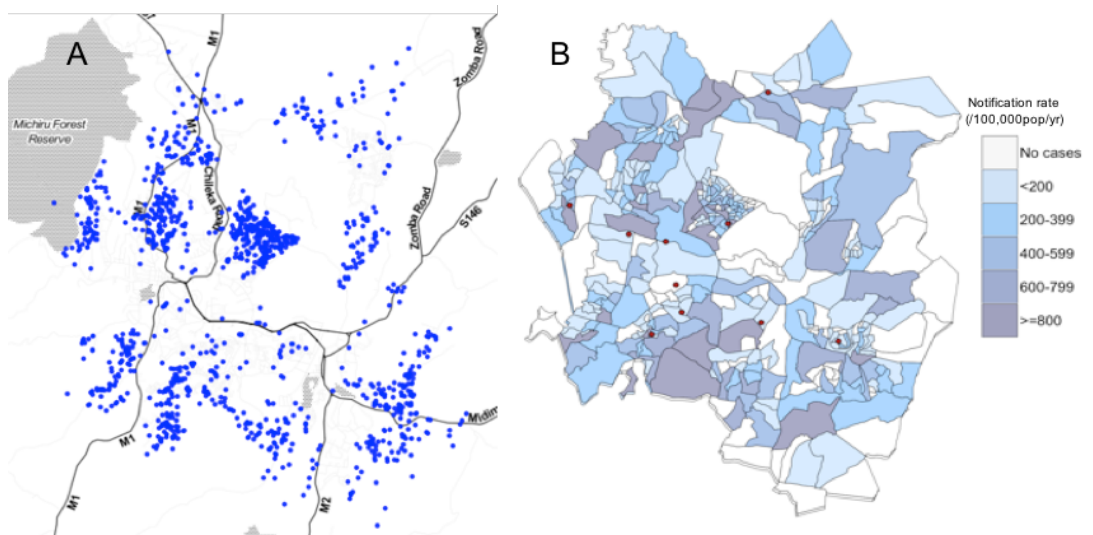 A
M1
Zomba Road
Michiru Forest
Reserve
M1
Chileka Road
M1
Zomba Road
S146
M1
M1
M2
B
Notification rate
(/100,000pop/yr)
No cases
<200
200-399
400-599
600-799
>=800